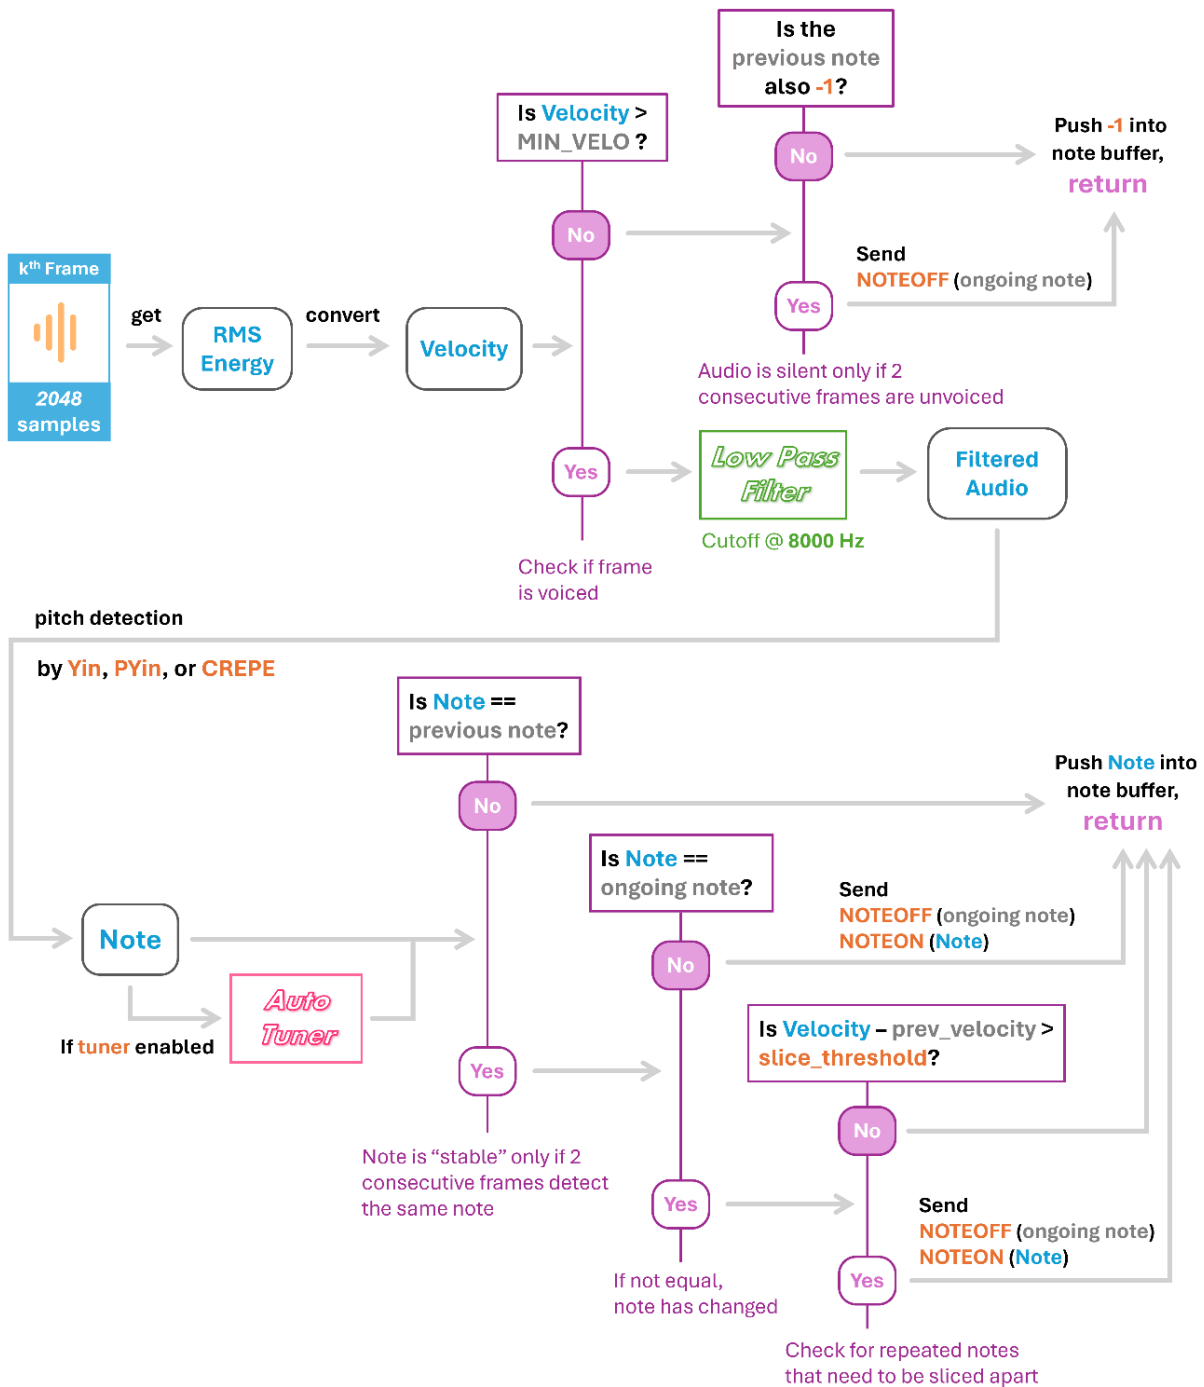 Is the
previous note
also -1?
Is Velocity >
MIN_VELO ?
No
Push -1 into
note buffer,
return
No
Send
NOTEOFF (ongoing note)
Yes
kth Frame
2048
samples
get
RMS
Energy
convert
Velocity
Audio is silent only if 2
consecutive frames are unvoiced
Yes
Low Pass
Filter
Filtered
Audio
Cutoff @ 8000 Hz
Check if frame
is voiced
pitch detection
by Yin, PYin, or CREPE
Is Note ==
previous note?
No
Push Note into
note buffer,
return
Is Note ==
ongoing note?
Send
NOTEOFF (ongoing note)
NOTEON (Note)
No
Note
If tuner enabled
Auto
Tuner
Is Velocity – prev_velocity >
slice_threshold?
Yes
No
Note is “stable” only if 2
consecutive frames detect
the same note
Yes
Send
NOTEOFF (ongoing note)
NOTEON (Note)
Yes
If not equal,
note has changed
Check for repeated notes
that need to be sliced apart